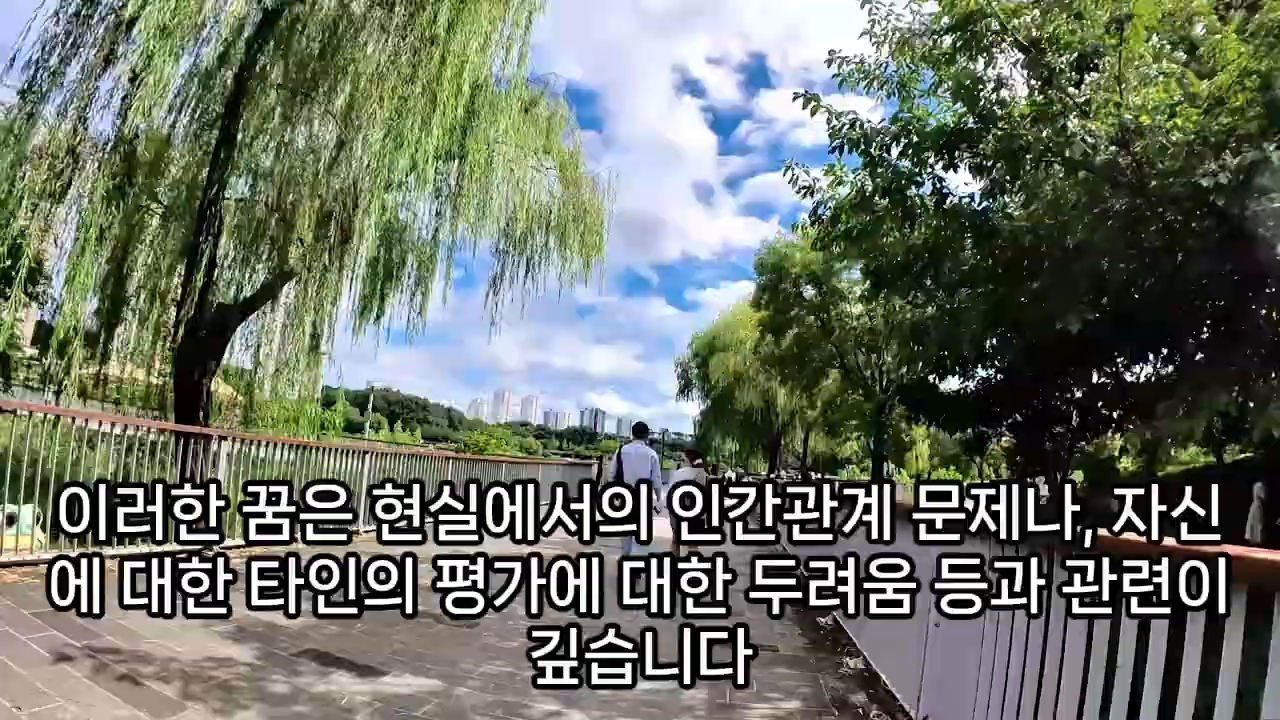 이러한 꿈은 현실에서의 인간관계 문제나, 자신
에 대한 타인의 평가에 대한 두려움 등과 관련이
깊습니다